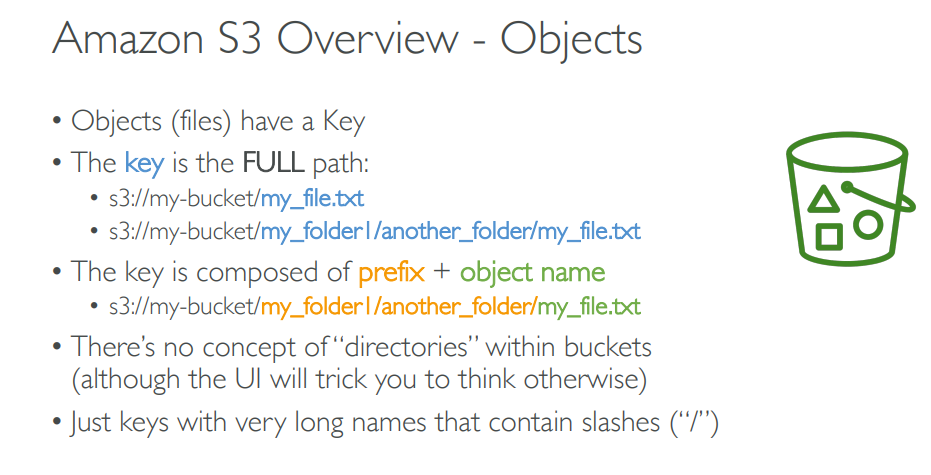 Amazon S3 Overview - Objects
• Objects (files) have a Key
• The key is the FULL path:
• s3://my-bucket/my_file.txt
• s3://my-bucket/my_folder1/another_folder/my_file.txt
• The key is composed of prefix + object name
• s3://my-bucket/my_folder1/another_folder/my_file.txt
• There’s no concept of “directories” within buckets
(although the UI will trick you to think otherwise)
• Just keys with very long names that contain slashes (“/”)